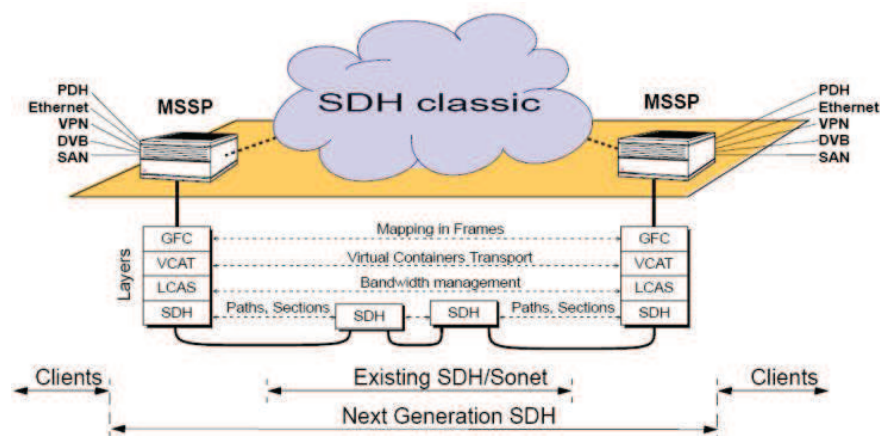 SDH classic
MSSP
PDH
Ethernet
VPN
DVB
SAN
MSSP
PDH
Ethernet
VPN
DVB
SAN
Layers
GFC
VCAT
LCAS
SDH
Mapping in Frames
Virtual Containers Transport
Bandwidth management
Paths, Sections
SDH
SDH
Paths, Sections
GFC
VCAT
LCAS
SDH
Clients
Existing SDH/Sonet
Clients
Next Generation SDH